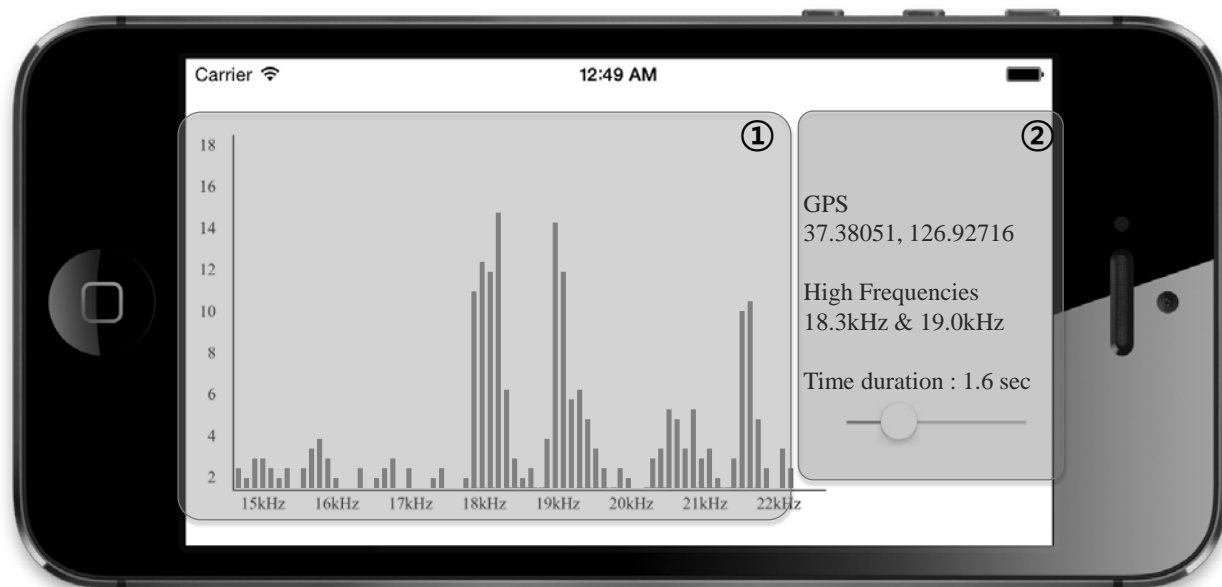 Carrier 12:49 AM
①
②
18
16
14
12
10
8
6
4
2
15kHz 16kHz 17kHz 18kHz 19kHz 20kHz 21kHz 22kHz
GPS
37.38051, 126.92716
High Frequencies
18.3kHz & 19.0kHz
Time duration : 1.6 sec